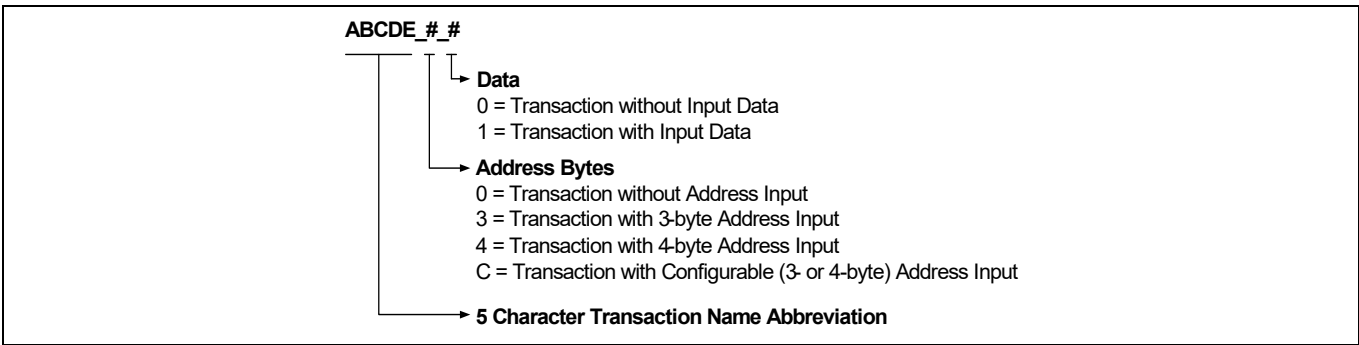 ABCDE_#_#
Data
0 = Transaction without Input Data
1 = Transaction with Input Data
Address Bytes
0 = Transaction without Address Input
3 = Transaction with 3-byte Address Input
4 = Transaction with 4-byte Address Input
C = Transaction with Configurable (3- or 4-byte) Address Input
5 Character Transaction Name Abbreviation